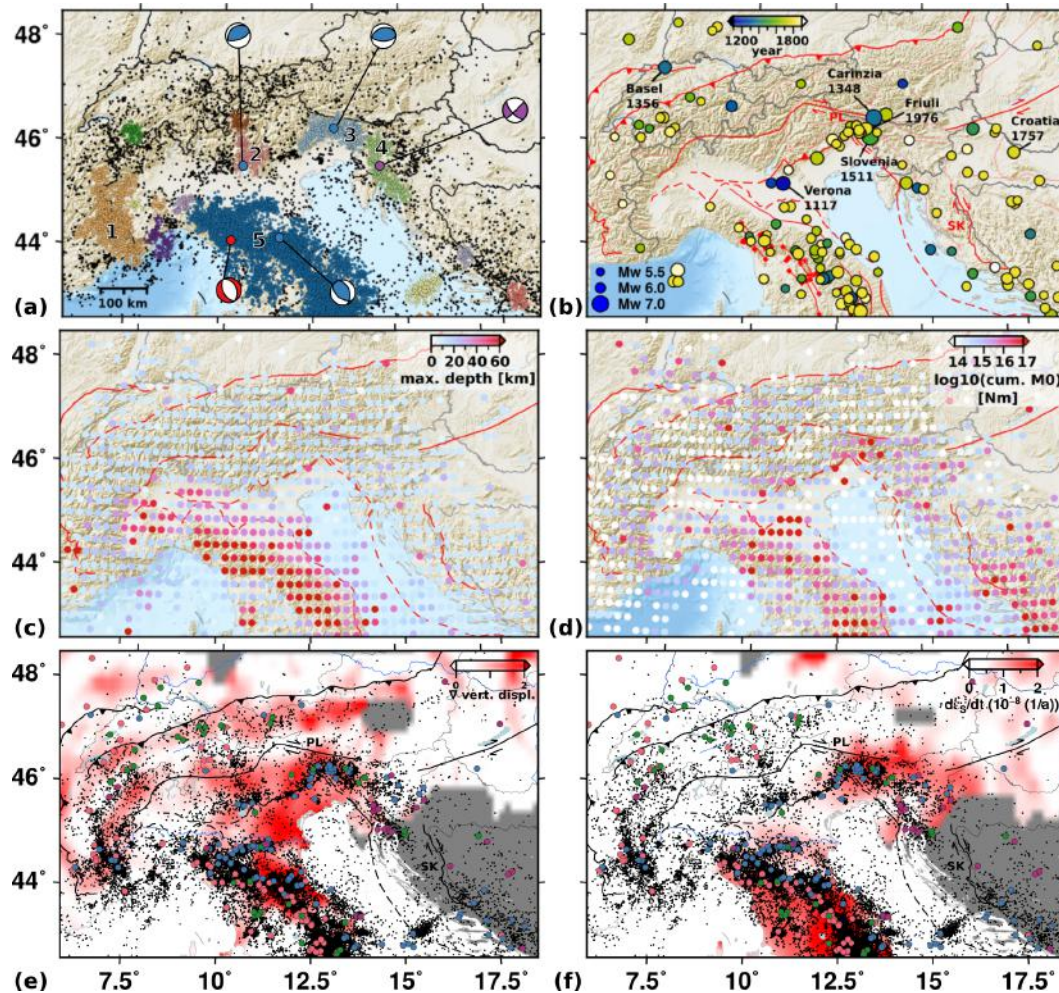 48°
46°
44°
1
2
3
4
5
100 km
(a)
1200 1800
year
Basel
1356
Carinzia
1348
PL
Friuli
1976
Croatia
1757
Slovenia
1511
Verona
1117
SK
Mw 5.5
Mw 6.0
Mw 7.0
(b)
48°
46°
44°
0 20 40 60
max. depth [km]
(c)
14 15 16 17
log10(cum. M0)
[Nm]
(d)
48°
46°
44°
0 2
∇ vert. displ.
PL
SK
(e)
7.5° 10° 12.5° 15° 17.5°
0 1 2
(10⁻⁸ (1/a))
PL
SK
(f)
7.5° 10° 12.5° 15° 17.5°